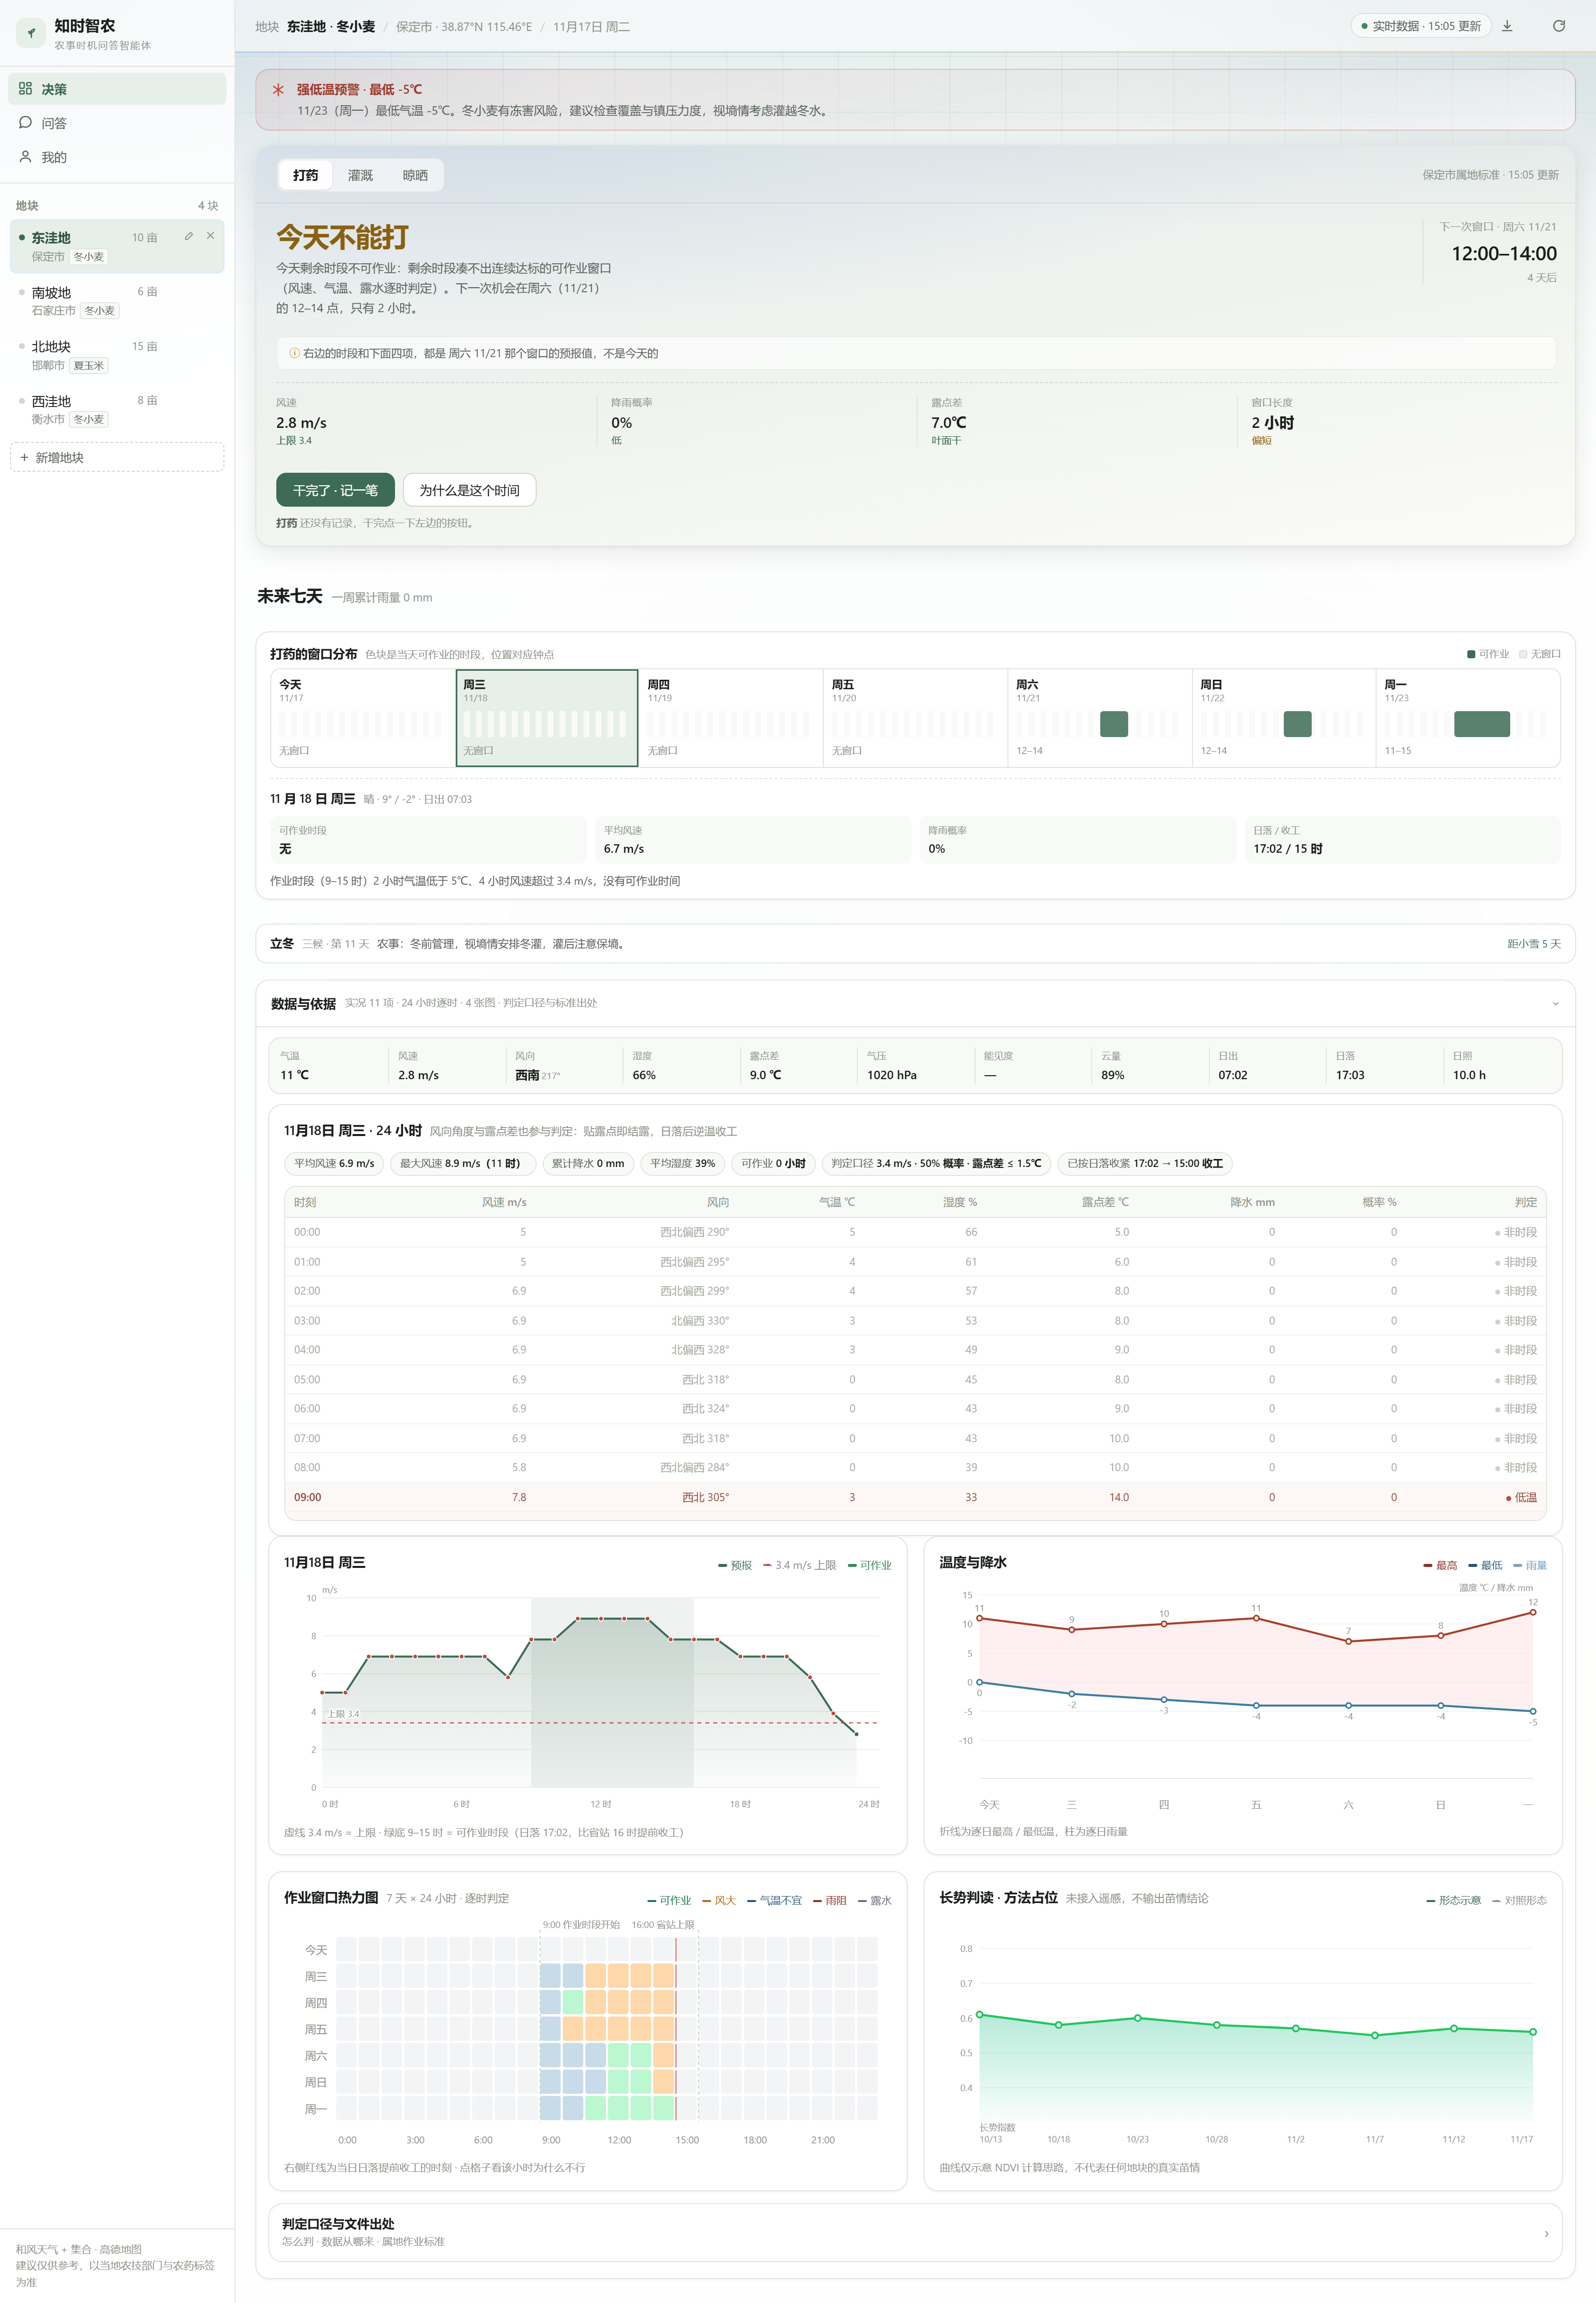 知时智农
农事时机问答智能体
决策
问答
我的
地块 4 块
东洼地 10 亩
保定市 冬小麦
南坡地 6 亩
石家庄市 冬小麦
北地块 15 亩
邯郸市 夏玉米
西洼地 8 亩
衡水市 冬小麦
+ 新增地块
和风天气 + 集合 · 高德地图
建议仅供参考，以当地农技部门与农药标签为准
地块 东洼地 · 冬小麦 / 保定市 · 38.87°N 115.46°E / 11月17日 周二
实时数据 · 15:05 更新
强低温预警 · 最低 -5℃
11/23（周一）最低气温 -5℃。冬小麦有冻害风险，建议检查覆盖与镇压力度，视墒情考虑灌越冬水。
打药 灌溉 晾晒
保定市属地标准 · 15:05 更新
今天不能打
今天剩余时段不可作业：剩余时段凑不出连续达标的可作业窗口
（风速、气温、露水逐时判定）。下一次机会在周六（11/21）
的 12–14 点，只有 2 小时。
下一次窗口 · 周六 11/21
12:00–14:00
4 天后
右边的时段和下面四项，都是 周六 11/21 那个窗口的预报值，不是今天的
风速 降雨概率 露点差 窗口长度
2.8 m/s 0% 7.0℃ 2 小时
上限 3.4 低 叶面干 偏短
干完了 · 记一笔 为什么是这个时间
打药 还没有记录，干完点一下左边的按钮。
未来七天 一周累计雨量 0 mm
打药的窗口分布 色块是当天可作业的时段，位置对应钟点
可作业 无窗口
今天 周三 周四 周五 周六 周日 周一
11/17 11/18 11/19 11/20 11/21 11/22 11/23
无窗口 无窗口 无窗口 无窗口 12–14 12–14 11–15
11 月 18 日 周三 晴 · 9° / -2° · 日出 07:03
可作业时段 平均风速 降雨概率 日落 / 收工
无 6.7 m/s 0% 17:02 / 15 时
作业时段（9–15 时）2 小时气温低于 5℃、4 小时风速超过 3.4 m/s，没有可作业时间
立冬 三候 · 第 11 天 农事：冬前管理，视墒情安排冬灌，灌后注意保墒。 距小雪 5 天
数据与依据 实况 11 项 · 24 小时逐时 · 4 张图 · 判定口径与标准出处
气温 风速 风向 湿度 露点差 气压 能见度 云量 日出 日落 日照
11 ℃ 2.8 m/s 西南 217° 66% 9.0 ℃ 1020 hPa — 89% 07:02 17:03 10.0 h
11月18日 周三 · 24 小时 风向角度与露点差也参与判定：贴露点即结露，日落后逆温收工
平均风速 6.9 m/s 最大风速 8.9 m/s（11 时） 累计降水 0 mm 平均湿度 39% 可作业 0 小时 判定口径 3.4 m/s · 50% 概率 · 露点差 ≤ 1.5℃ 已按日落收紧 17:02 → 15:00 收工
时刻 风速 m/s 风向 气温 ℃ 湿度 % 露点差 ℃ 降水 mm 概率 % 判定
00:00 5 西北偏西 290° 5 66 5.0 0 0 非时段
01:00 5 西北偏西 295° 4 61 6.0 0 0 非时段
02:00 6.9 西北偏西 299° 4 57 8.0 0 0 非时段
03:00 6.9 北偏西 330° 3 53 8.0 0 0 非时段
04:00 6.9 北偏西 328° 3 49 9.0 0 0 非时段
05:00 6.9 西北 318° 0 45 8.0 0 0 非时段
06:00 6.9 西北 324° 0 43 9.0 0 0 非时段
07:00 6.9 西北 318° 0 43 10.0 0 0 非时段
08:00 5.8 西北偏西 284° 0 39 10.0 0 0 非时段
09:00 7.8 西北 305° 3 33 14.0 0 0 低温
11月18日 周三
预报 3.4 m/s 上限 可作业
m/s
10
8
6
4
2
0
上限 3.4
0 时 6 时 12 时 18 时 24 时
虚线 3.4 m/s = 上限 · 绿底 9–15 时 = 可作业时段（日落 17:02，比省站 16 时提前收工）
温度与降水
最高 最低 雨量
温度 ℃ / 降水 mm
15
10
5
0
-5
-10
11 9 10 11 7 8 12
0 -2 -3 -4 -4 -4 -5
今天 三 四 五 六 日 一
折线为逐日最高 / 最低温，柱为逐日雨量
作业窗口热力图 7 天 × 24 小时 · 逐时判定
可作业 风大 气温不宜 雨阻 露水
9:00 作业时段开始 16:00 省站上限
今天
周三
周四
周五
周六
周日
周一
0:00 3:00 6:00 9:00 12:00 15:00 18:00 21:00
右侧红线为当日日落提前收工的时刻 · 点格子看该小时为什么不行
长势判读 · 方法占位 未接入遥感，不输出苗情结论
形态示意 对照形态
0.8
0.7
0.6
0.5
0.4
长势指数
10/13 10/18 10/23 10/28 11/2 11/7 11/12 11/17
曲线仅示意 NDVI 计算思路，不代表任何地块的真实苗情
判定口径与文件出处
怎么判 · 数据从哪来 · 属地作业标准